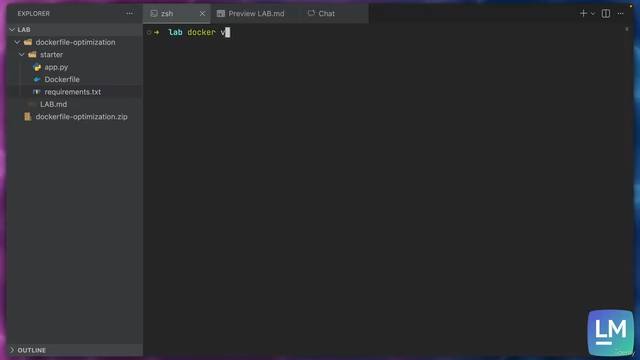 EXPLORER
LAB
dockerfile-optimization
starter
app.py
Dockerfile
requirements.txt
LAB.md
dockerfile-optimization.zip
OUTLINE
zsh
Preview LAB.md
Chat
lab docker v
LM